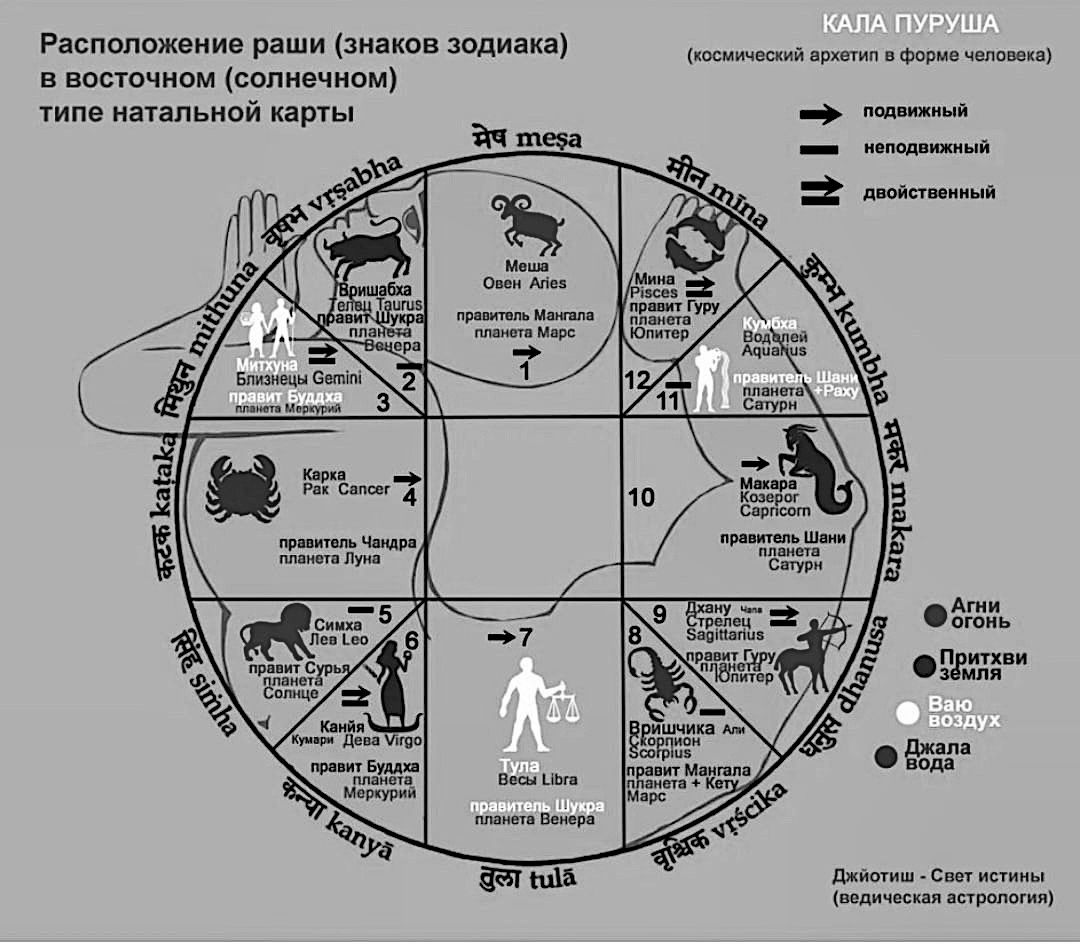 Расположение раши (знаков зодиака)
в восточном (солнечном)
типе натальной карты
КАЛА ПУРУША
(космический архетип в форме человека)
подвижный
неподвижный
двойственный
मेष meṣa
वृषभ vṛṣabha
मीन mīna
मिथुन mithuna
कुम्भ kumbha
कटक kaṭaka
मकर makara
सिंह siṁha
धनुस dhanusa
कन्या kanyā
वृश्चिक vṛścika
तुला tulā
Меша
Овен Aries
правитель Мангала
планета Марс
1
Вришабха
Телец Taurus
правит Шукра
планета
Венера
2
Митхуна
Близнецы Gemini
правит Буддха
планета Меркурий
3
Мина
Pisces
правит Гуру
планета
Юпитер
12
Кумбха
Водолей
Aquarius
правитель Шани
планета +Раху
Сатурн
11
Карка
Рак Cancer
4
правитель Чандра
планета Луна
10
Макара
Козерог
Capricorn
правитель Шани
планета
Сатурн
5
Симха
Лев Leo
правит Сурья
планета
Солнце
6
Канйя
Кумари Дева Virgo
правит Буддха
планета
Меркурий
7
Тула
Весы Libra
правитель Шукра
планета Венера
8
Вришчика Али
Скорпион
Scorpius
правит Мангала
планета + Кету
Марс
9
Дхану Чапа
Стрелец
Sagittarius
правит Гуру
планета
Юпитер
Агни
огонь
Притхви
земля
Ваю
воздух
Джала
вода
Джйотиш - Свет истины
(ведическая астрология)